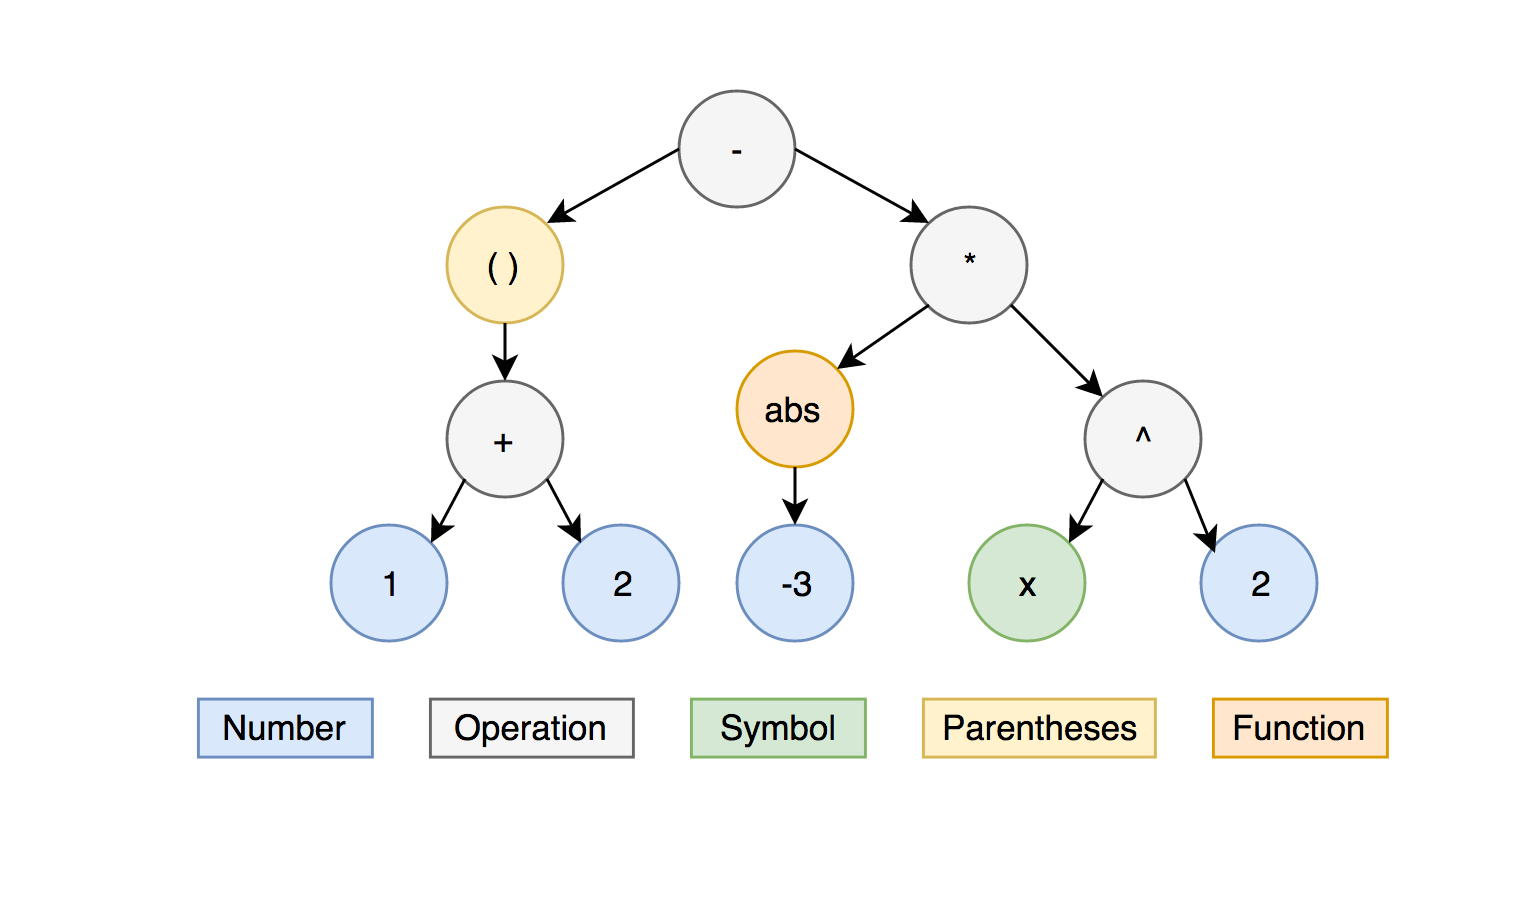 -
( )
*
abs
+
^
1
2
-3
x
2
Number
Operation
Symbol
Parentheses
Function